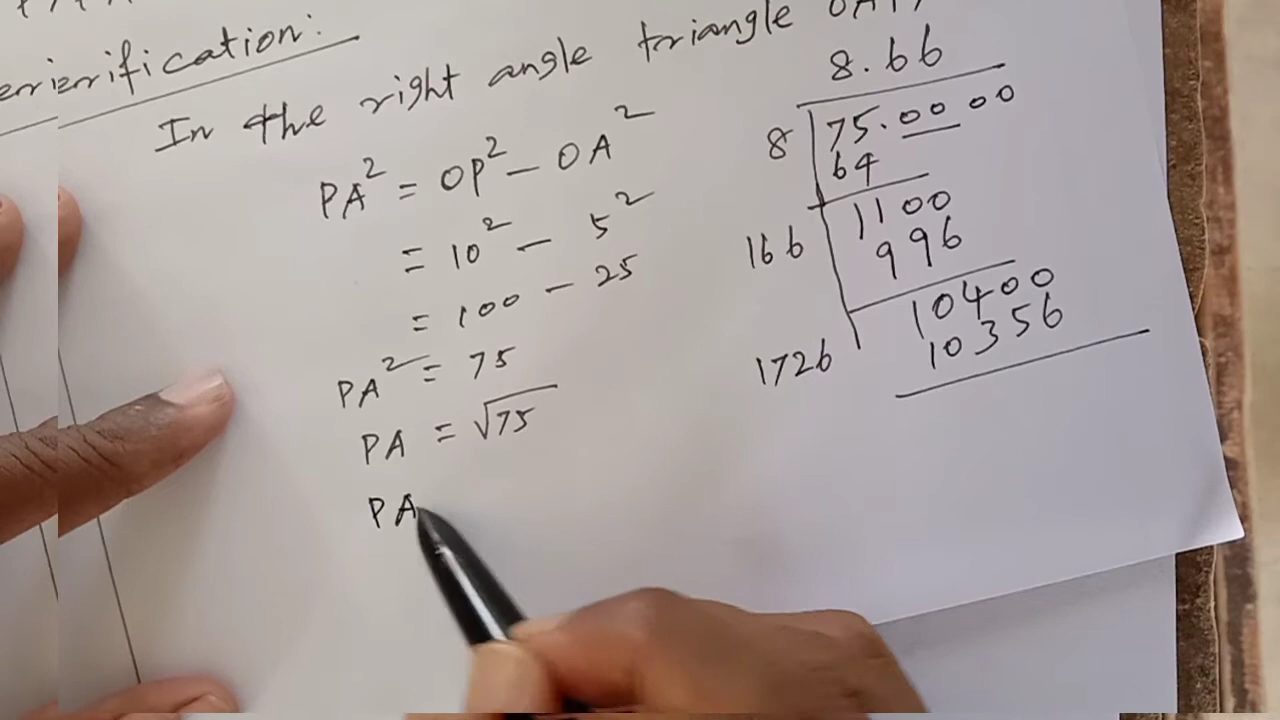 In the right angle triangle
PA² = OP² - OA²
= 10² - 5²
= 100 - 25
PA² = 75
PA = √75
PA
8.66
8 75.00 00
64
166 1100
996
1726 10400
10356